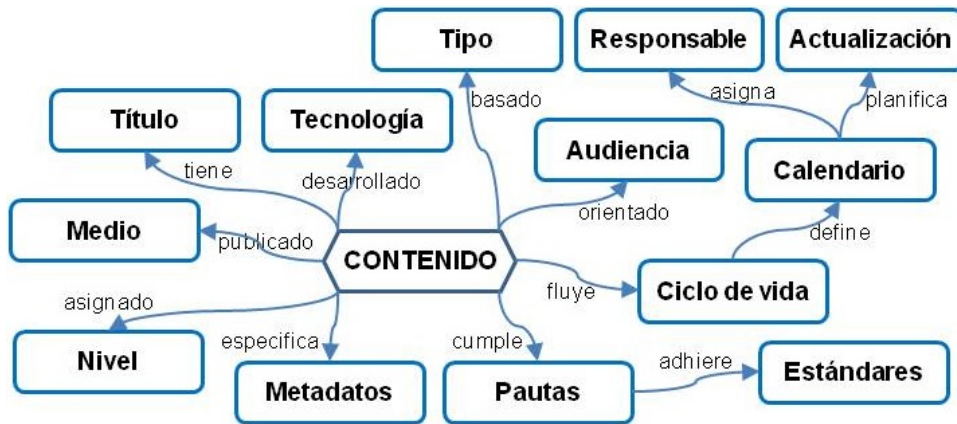 Tipo
Responsable
Actualización
basado
asigna
planifica
Título
Tecnología
Audiencia
Calendario
tiene
desarrollado
orientado
Medio
publicado
define
CONTENIDO
fluye
Ciclo de vida
asignado
especifica
cumple
adhiere
Nivel
Metadatos
Pautas
Estándares